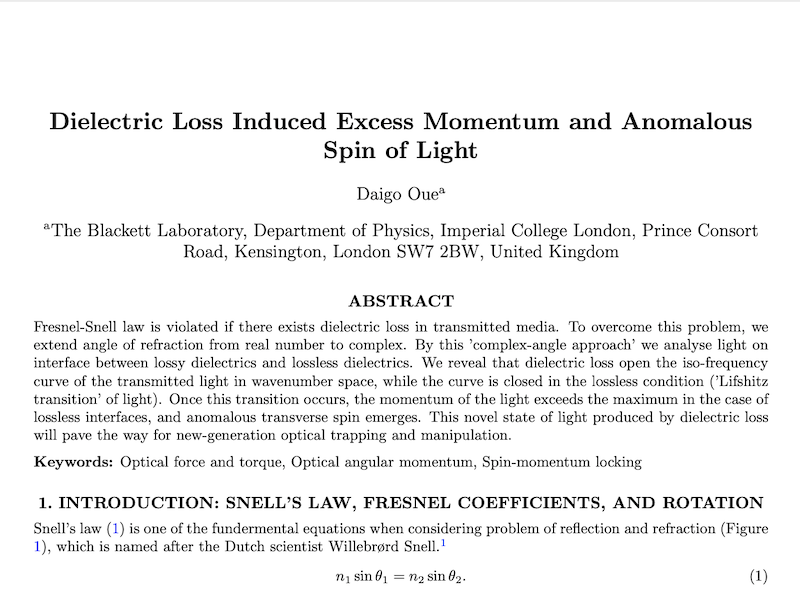 Dielectric Loss Induced Excess Momentum and Anomalous
Spin of Light
Daigo Oueᵃ
ᵃThe Blackett Laboratory, Department of Physics, Imperial College London, Prince Consort
Road, Kensington, London SW7 2BW, United Kingdom
ABSTRACT
Fresnel-Snell law is violated if there exists dielectric loss in transmitted media. To overcome this problem, we
extend angle of refraction from real number to complex. By this 'complex-angle approach' we analyse light on
interface between lossy dielectrics and lossless dielectrics. We reveal that dielectric loss open the iso-frequency
curve of the transmitted light in wavenumber space, while the curve is closed in the lossless condition ('Lifshitz
transition' of light). Once this transition occurs, the momentum of the light exceeds the maximum in the case of
lossless interfaces, and anomalous transverse spin emerges. This novel state of light produced by dielectric loss
will pave the way for new-generation optical trapping and manipulation.
Keywords: Optical force and torque, Optical angular momentum, Spin-momentum locking
1. INTRODUCTION: SNELL'S LAW, FRESNEL COEFFICIENTS, AND ROTATION
Snell's law (1) is one of the fundermental equations when considering problem of reflection and refraction (Figure
1), which is named after the Dutch scientist Willebrørd Snell.¹
n₁ sin θ₁ = n₂ sin θ₂. (1)